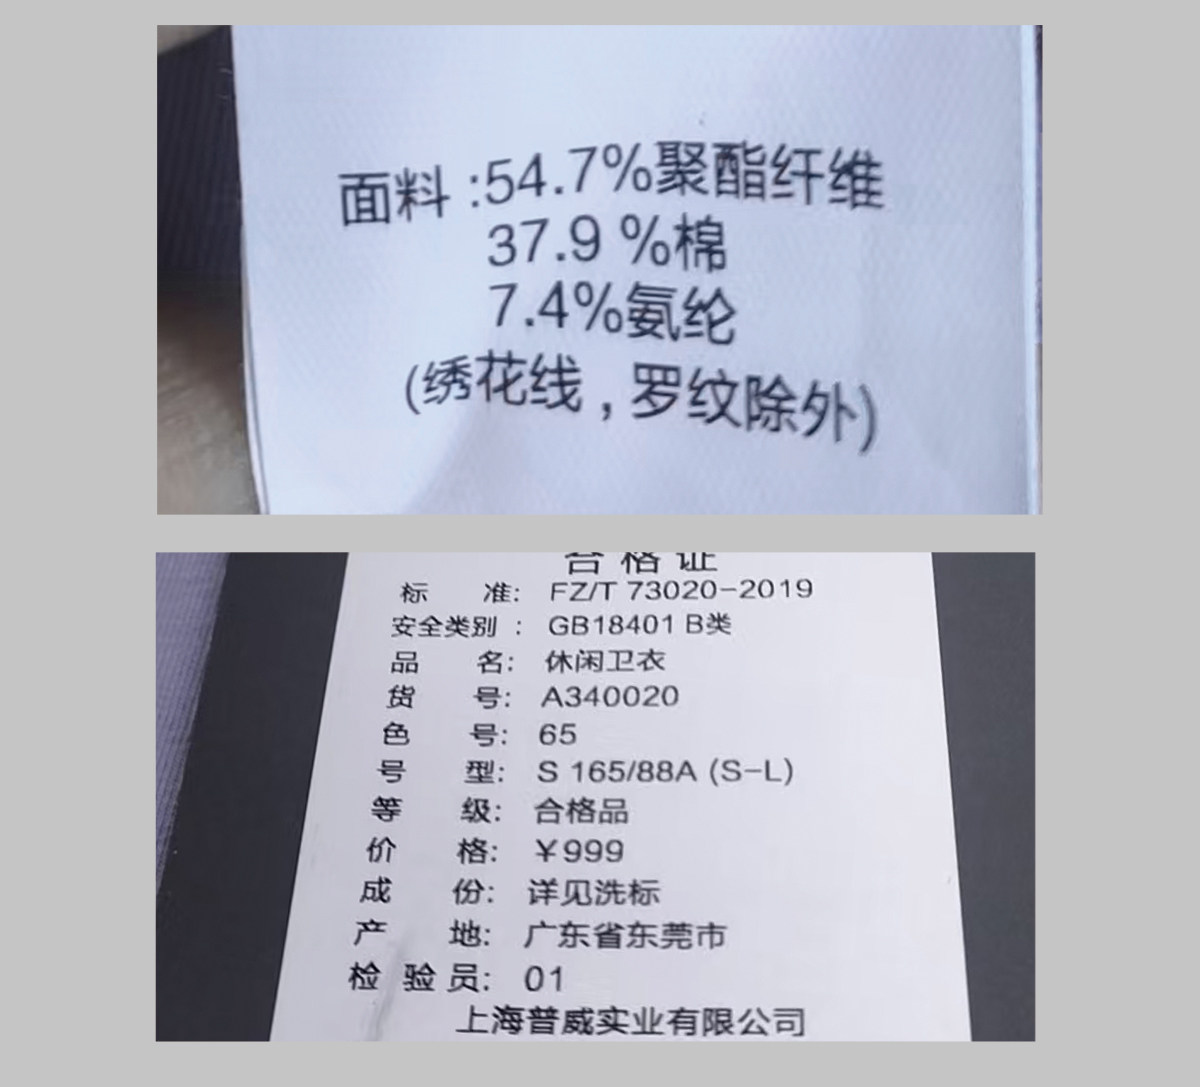 面料:54.7%聚酯纤维
37.9 %棉
7.4%氨纶
(绣花线,罗纹除外)
合格证
标 准: FZ/T 73020-2019
安全类别: GB18401 B类
品 名: 休闲卫衣
货 号: A340020
色 号: 65
号 型: S 165/88A (S-L)
等 级: 合格品
价 格: ¥999
成 份: 详见洗标
产 地: 广东省东莞市
检 验 员: 01
上海普威实业有限公司